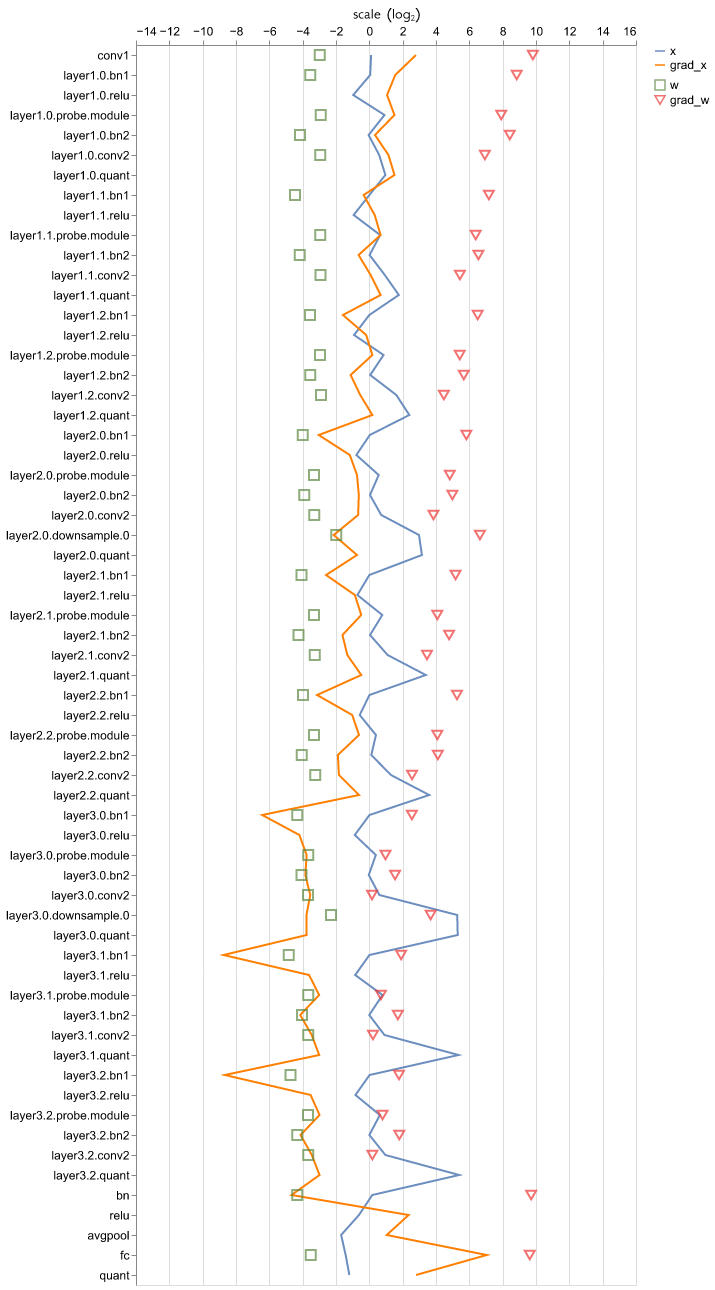 scale (log₂)
−14 −12 −10 −8 −6 −4 −2 0 2 4 6 8 10 12 14 16
x
grad_x
w
grad_w
conv1
layer1.0.bn1
layer1.0.relu
layer1.0.probe.module
layer1.0.bn2
layer1.0.conv2
layer1.0.quant
layer1.1.bn1
layer1.1.relu
layer1.1.probe.module
layer1.1.bn2
layer1.1.conv2
layer1.1.quant
layer1.2.bn1
layer1.2.relu
layer1.2.probe.module
layer1.2.bn2
layer1.2.conv2
layer1.2.quant
layer2.0.bn1
layer2.0.relu
layer2.0.probe.module
layer2.0.bn2
layer2.0.conv2
layer2.0.downsample.0
layer2.0.quant
layer2.1.bn1
layer2.1.relu
layer2.1.probe.module
layer2.1.bn2
layer2.1.conv2
layer2.1.quant
layer2.2.bn1
layer2.2.relu
layer2.2.probe.module
layer2.2.bn2
layer2.2.conv2
layer2.2.quant
layer3.0.bn1
layer3.0.relu
layer3.0.probe.module
layer3.0.bn2
layer3.0.conv2
layer3.0.downsample.0
layer3.0.quant
layer3.1.bn1
layer3.1.relu
layer3.1.probe.module
layer3.1.bn2
layer3.1.conv2
layer3.1.quant
layer3.2.bn1
layer3.2.relu
layer3.2.probe.module
layer3.2.bn2
layer3.2.conv2
layer3.2.quant
bn
relu
avgpool
fc
quant